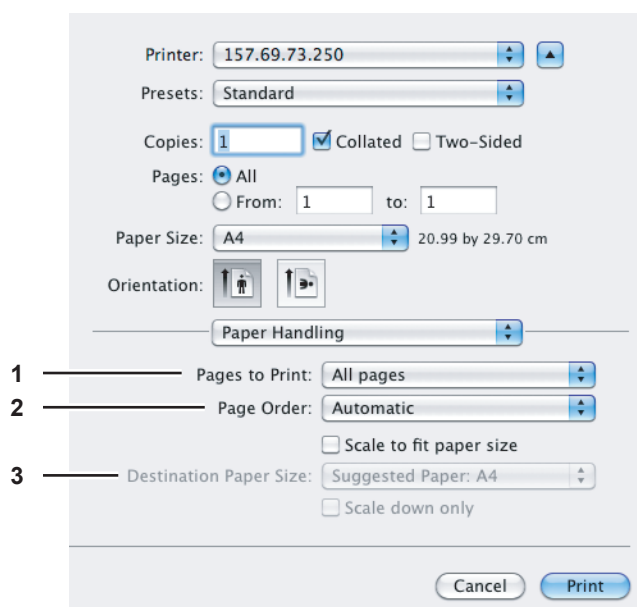 Printer: 157.69.73.250
Presets: Standard
Copies: 1 Collated Two-Sided
Pages: All
From: 1 to: 1
Paper Size: A4 20.99 by 29.70 cm
Orientation:
Paper Handling
1 Pages to Print: All pages
2 Page Order: Automatic
Scale to fit paper size
3 Destination Paper Size: Suggested Paper: A4
Scale down only
Cancel Print